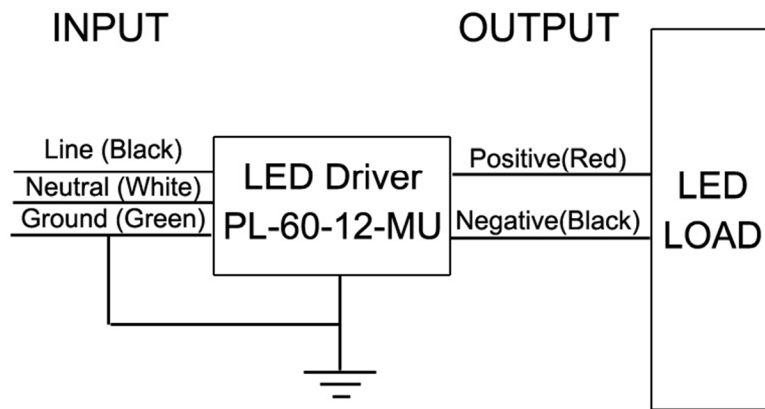 INPUT
OUTPUT
Line (Black)
Neutral (White)
Ground (Green)
LED Driver
PL-60-12-MU
Positive(Red)
Negative(Black)
LED
LOAD